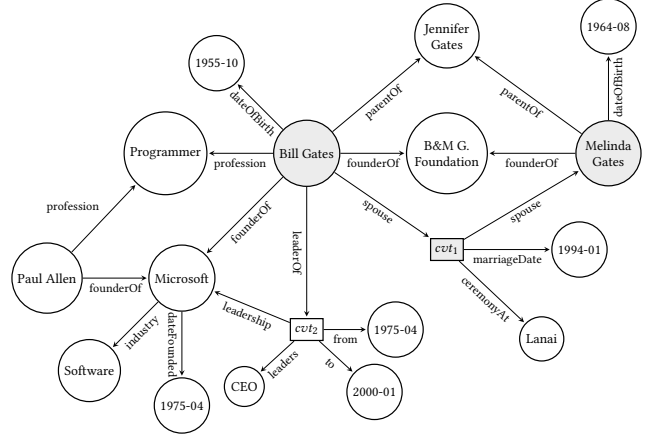 1964-08
Jennifer
Gates
1955-10
dateOfBirth
parentOf
parentOf
dateOfBirth
Programmer
profession
Bill Gates
founderOf
B&M G.
Foundation
founderOf
Melinda
Gates
profession
founderOf
leaderOf
spouse
spouse
cvt1
marriageDate
1994-01
Paul Allen
founderOf
Microsoft
ceremonyAt
leadership
cvt2
from
1975-04
Lanai
industry
dateFounded
leaders
to
Software
CEO
2000-01
1975-04